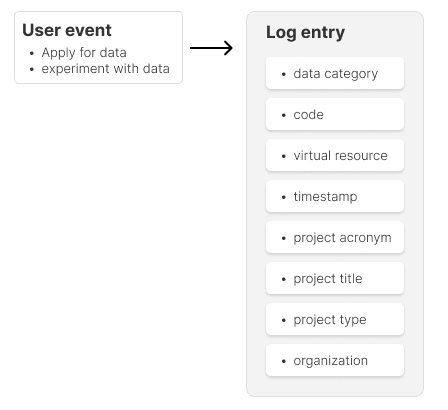 User event
• Apply for data
• experiment with data
Log entry
• data category
• code
• virtual resource
• timestamp
• project acronym
• project title
• project type
• organization